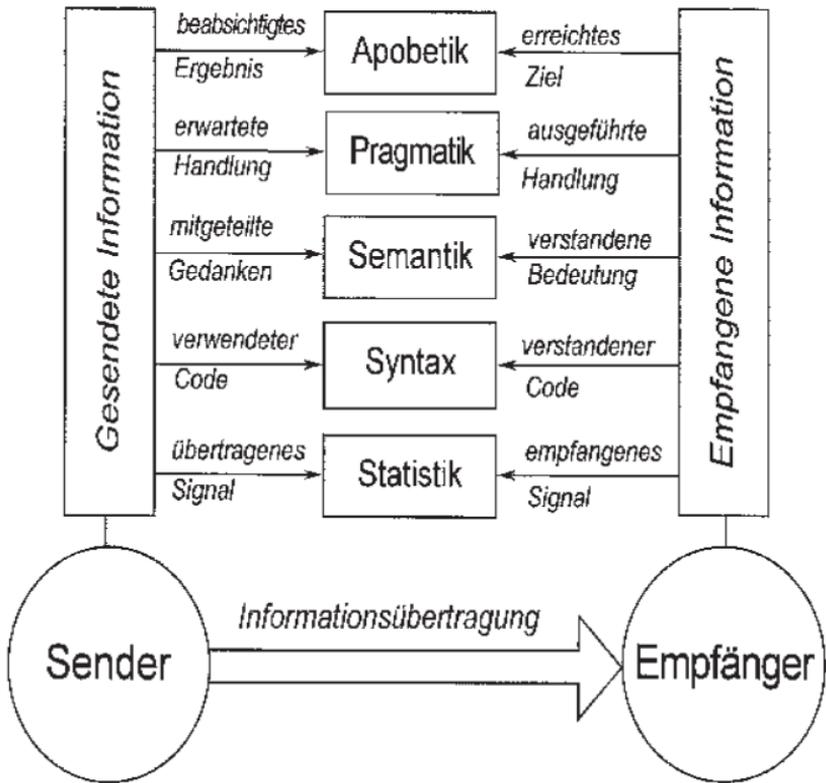 beabsichtigtes
Ergebnis
Apobetik
erreichtes
Ziel
erwartete
Handlung
Pragmatik
ausgeführte
Handlung
mitgeteilte
Gedanken
Semantik
verstandene
Bedeutung
verwendeter
Code
Syntax
verstandener
Code
übertragenes
Signal
Statistik
empfangenes
Signal
Gesendete Information
Empfangene Information
Informationsübertragung
Sender
Empfänger